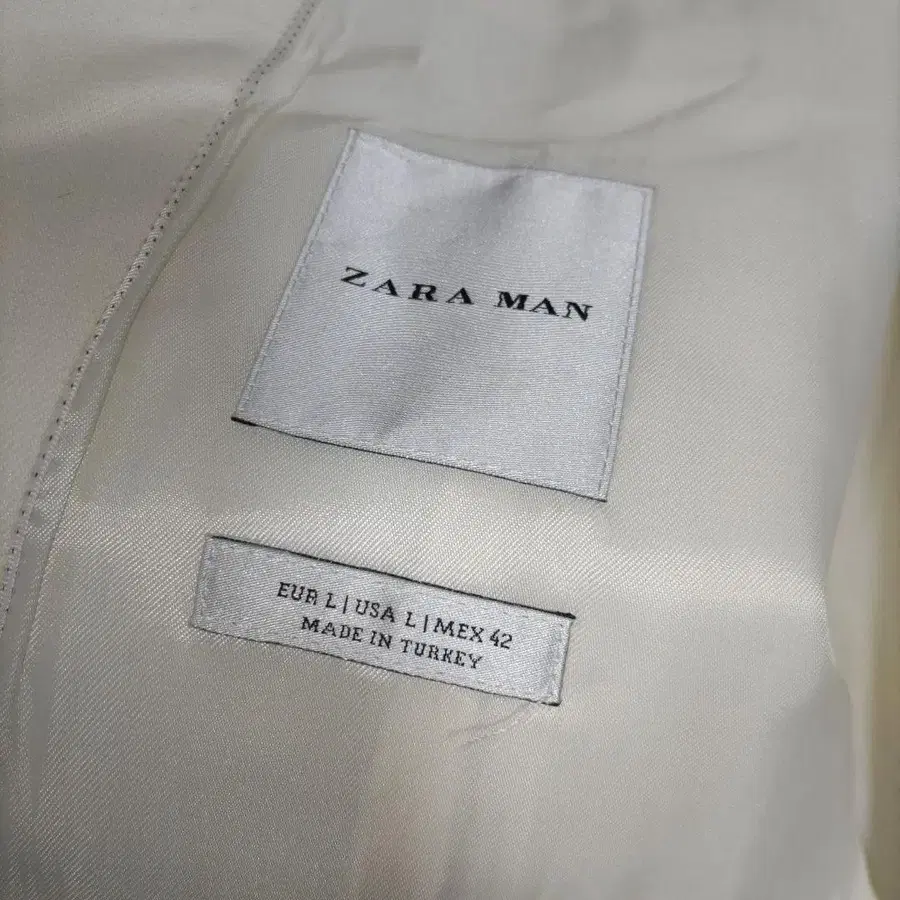 ZARA MAN
EUR L | USA L | MEX 42
MADE IN TURKEY